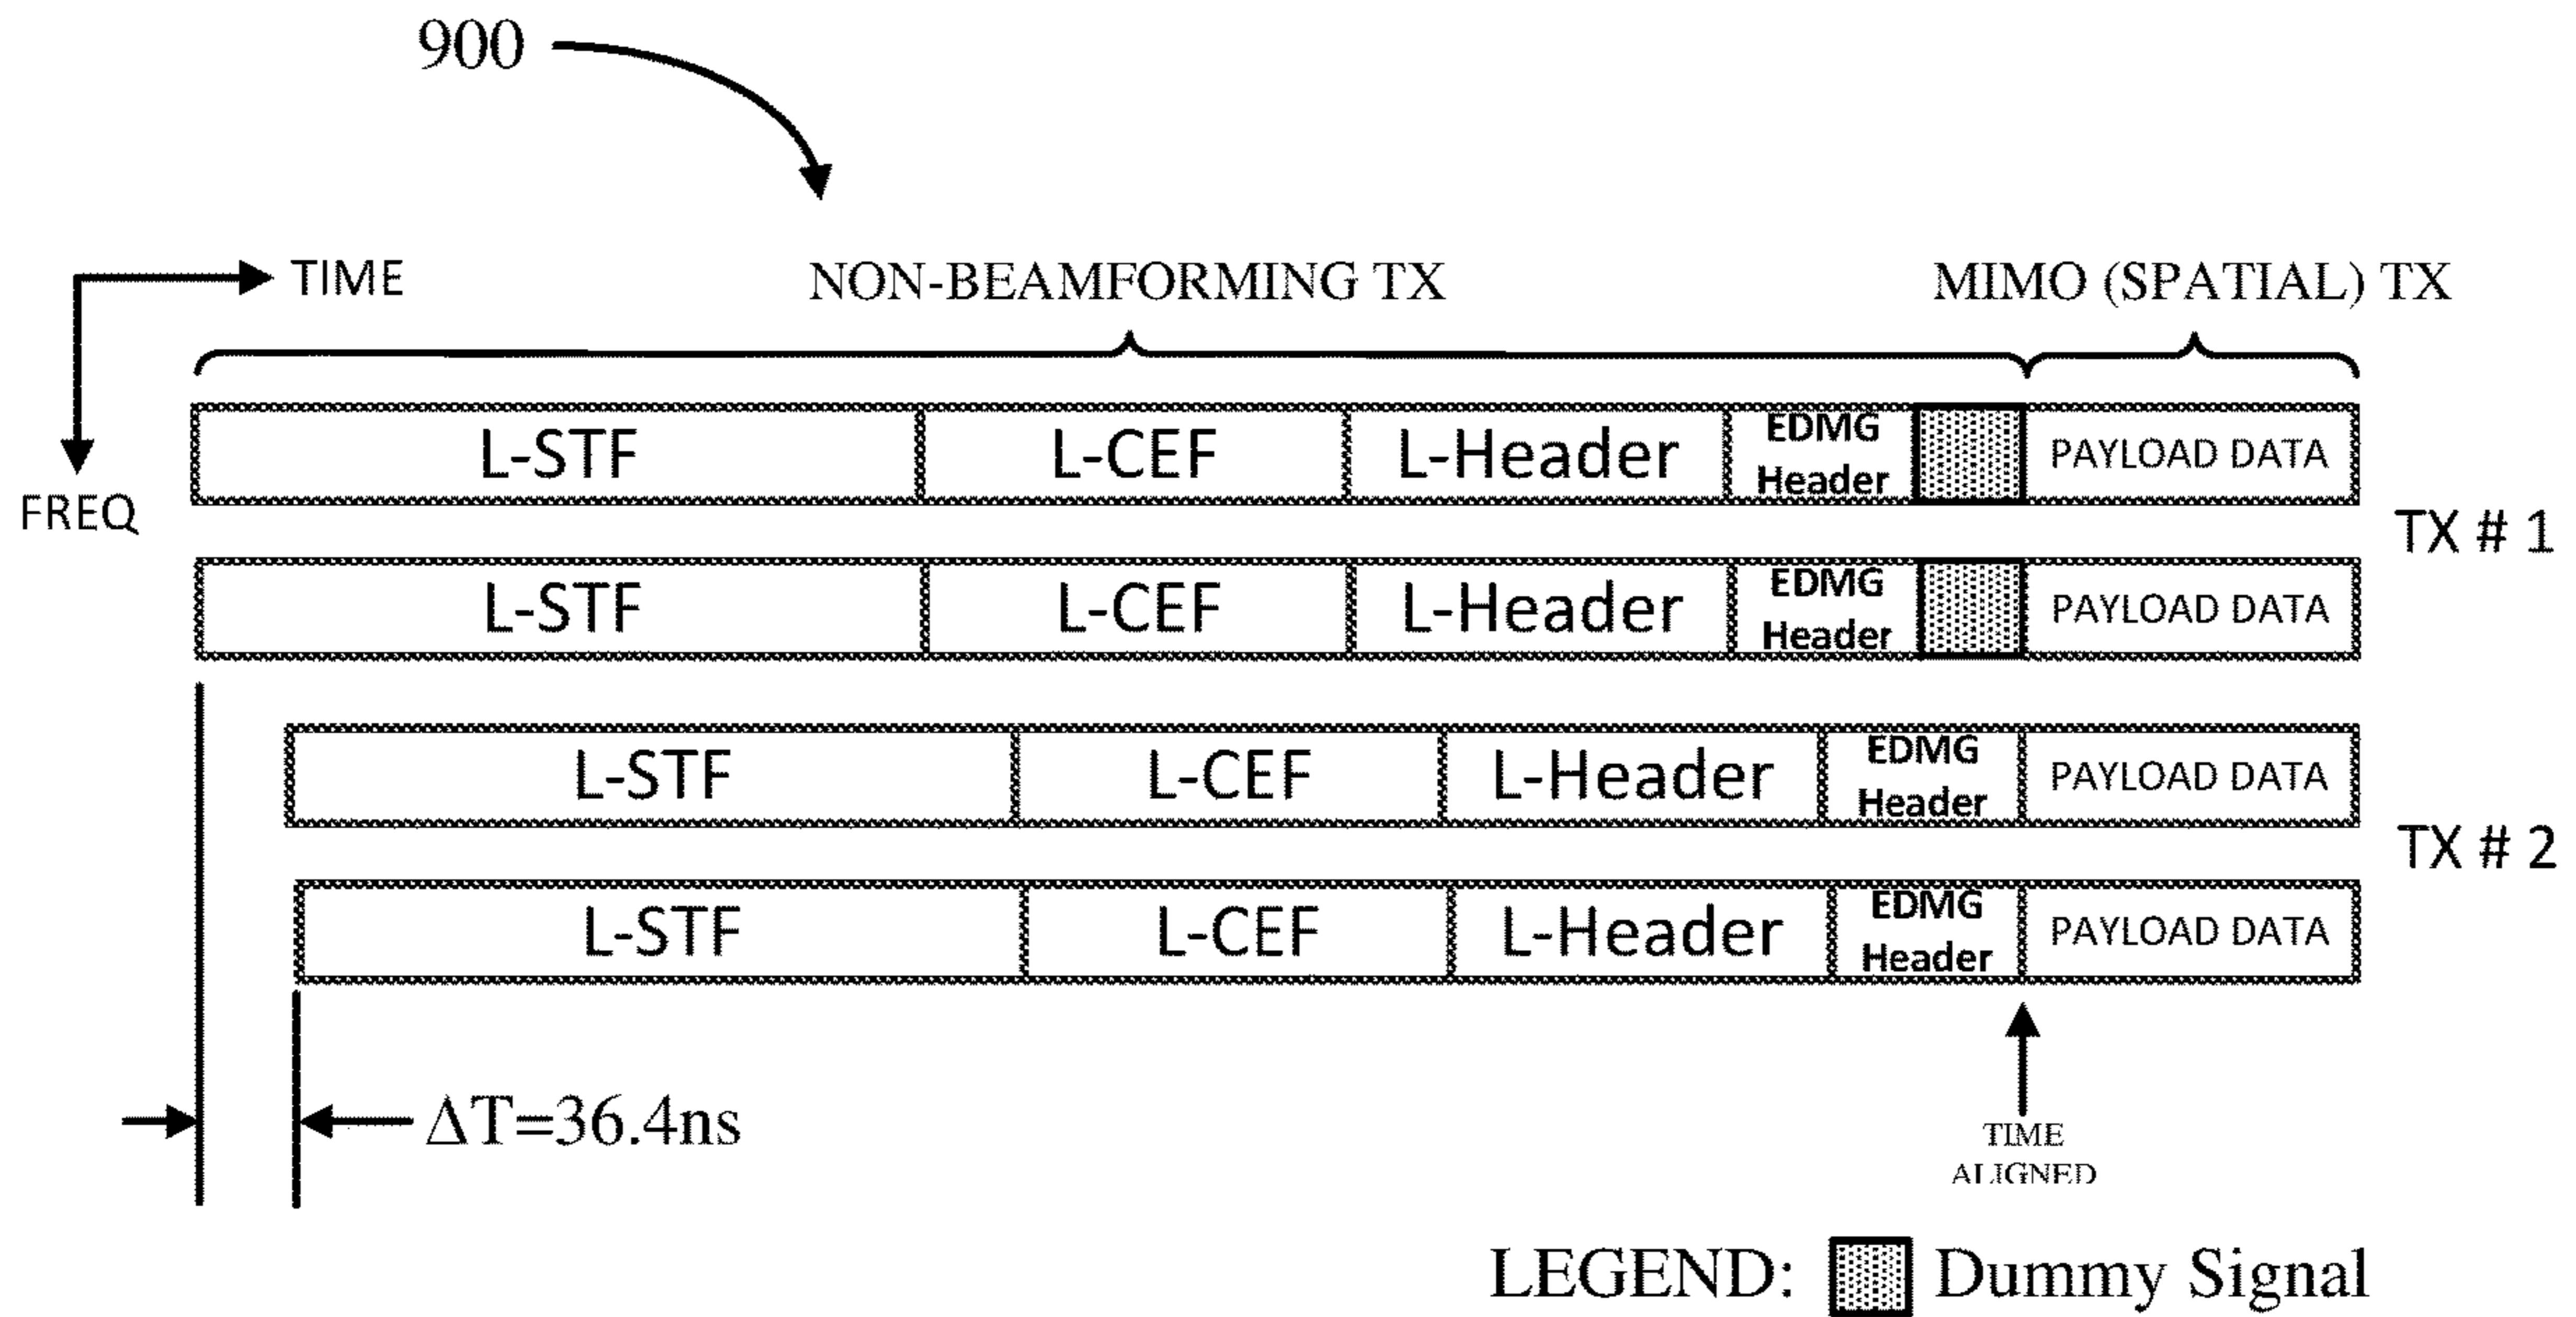 900
TIME
NON-BEAMFORMING TX
MIMO (SPATIAL) TX
FREQ
L-STF
L-CEF
L-Header
EDMG
Header
PAYLOAD DATA
TX # 1
L-STF
L-CEF
L-Header
EDMG
Header
PAYLOAD DATA
L-STF
L-CEF
L-Header
EDMG
Header
PAYLOAD DATA
TX # 2
L-STF
L-CEF
L-Header
EDMG
Header
PAYLOAD DATA
ΔT=36.4ns
TIME
ALIGNED
LEGEND: Dummy Signal